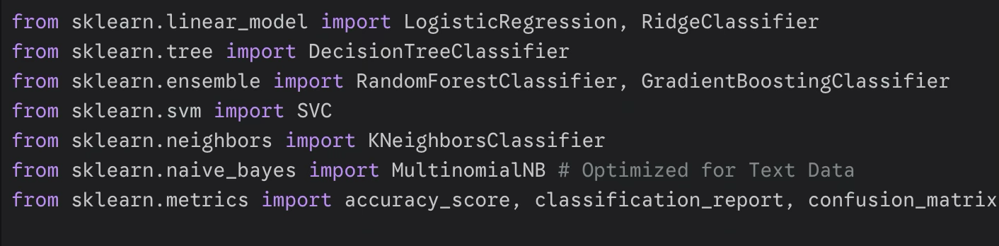 from sklearn.linear_model import LogisticRegression, RidgeClassifier
from sklearn.tree import DecisionTreeClassifier
from sklearn.ensemble import RandomForestClassifier, GradientBoostingClassifier
from sklearn.svm import SVC
from sklearn.neighbors import KNeighborsClassifier
from sklearn.naive_bayes import MultinomialNB # Optimized for Text Data
from sklearn.metrics import accuracy_score, classification_report, confusion_matrix